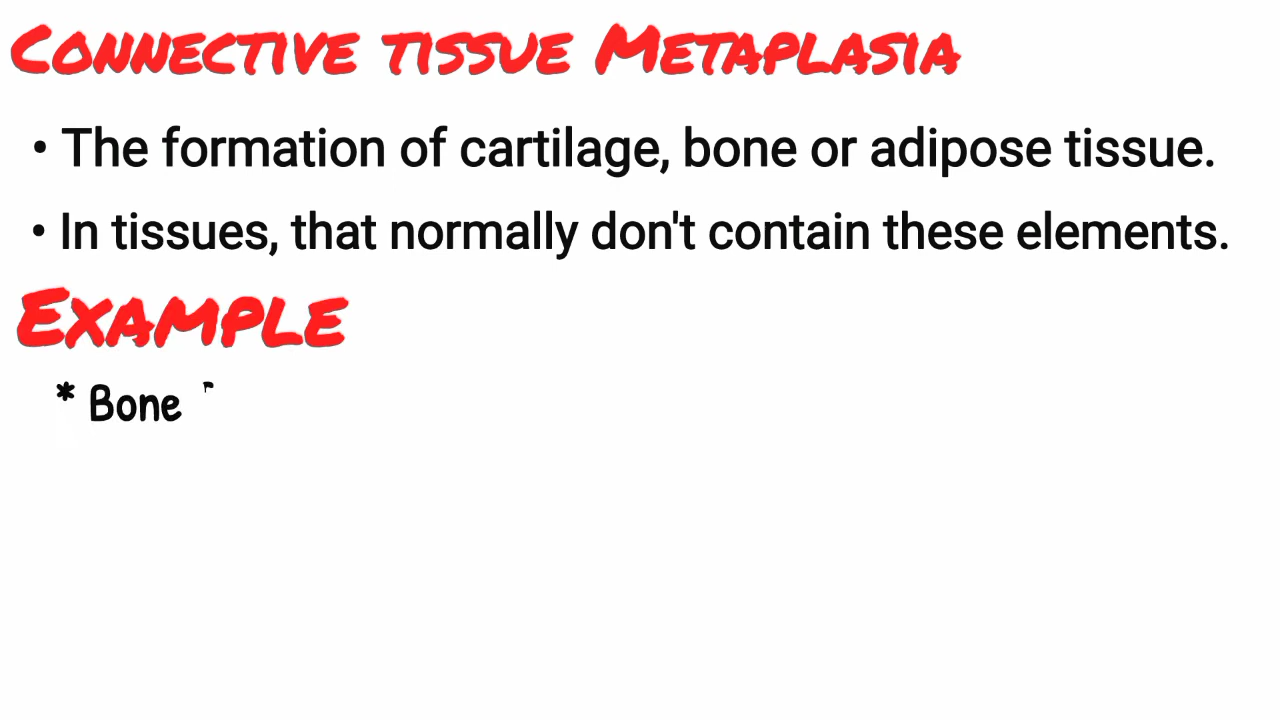 Connective tissue Metaplasia
• The formation of cartilage, bone or adipose tissue.
• In tissues, that normally don't contain these elements.
Example
* Bone